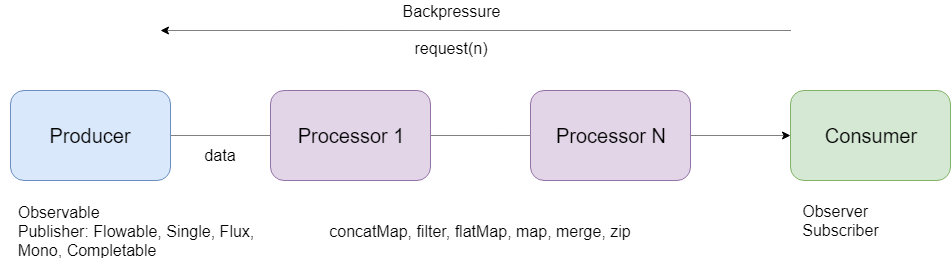 Backpressure
request(n)
Producer
data
Processor 1
Processor N
Consumer
Observable
Publisher: Flowable, Single, Flux,
Mono, Completable
concatMap, filter, flatMap, map, merge, zip
Observer
Subscriber